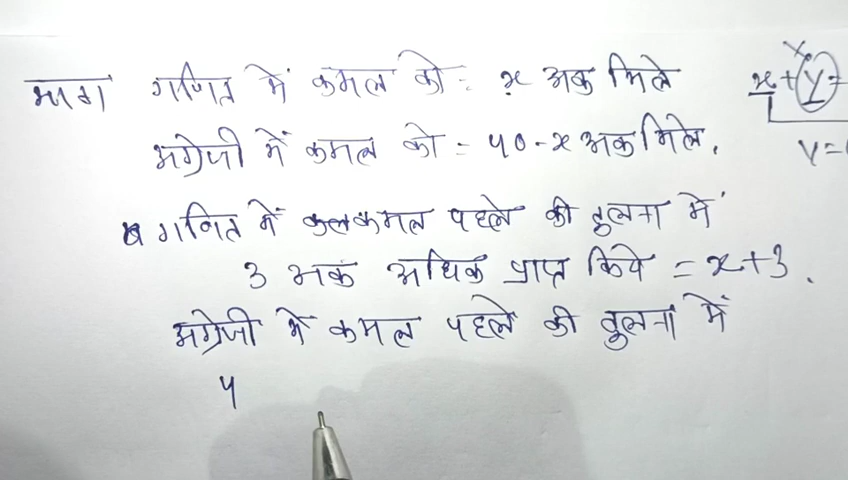 माना गणित में कमल को = x अंक मिले
अंग्रेजी में कमल को = 40 - x अंक मिले.
गणित में कमल पहले की तुलना में
3 अंक अधिक प्राप्त किये = x + 3.
अंग्रेजी में कमल पहले की तुलना में
4
x + y =
y =